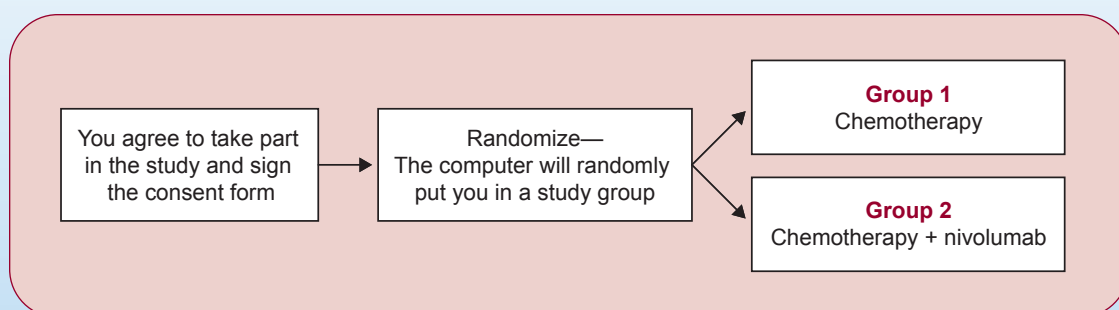 You agree to take part
in the study and sign
the consent form
Randomize—
The computer will randomly
put you in a study group
Group 1
Chemotherapy
Group 2
Chemotherapy + nivolumab